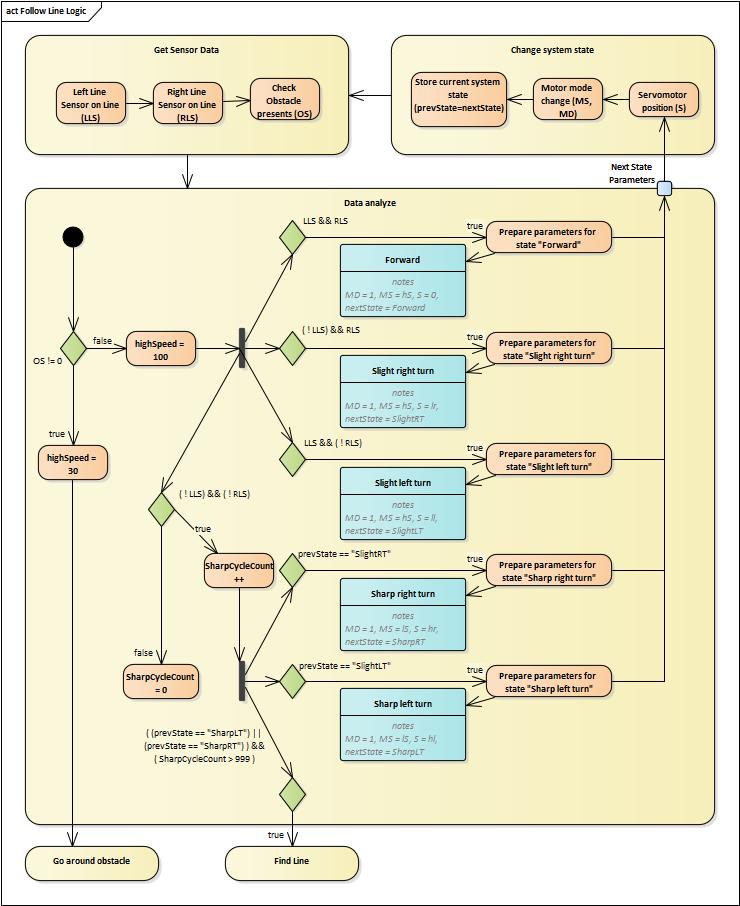 act Follow Line Logic
Get Sensor Data
Left Line
Sensor on Line
(LLS)
Right Line
Sensor on Line
(RLS)
Check
Obstacle
presents (OS)
Change system state
Store current system
state
(prevState=nextState)
Motor mode
change (MS,
MD)
Servomotor
position (S)
Next State
Parameters
Data analyze
LLS && RLS
true
Prepare parameters for
state "Forward"
Forward
notes
MD = 1, MS = hS, S = 0,
nextState = Forward
OS != 0
false
highSpeed =
100
( ! LLS) && RLS
true
Prepare parameters for
state "Slight right turn"
Slight right turn
notes
MD = 1, MS = hS, S = lr,
nextState = SlightRT
true
highSpeed =
30
LLS && ( ! RLS)
true
Prepare parameters for
state "Slight left turn"
Slight left turn
notes
MD = 1, MS = hS, S = ll,
nextState = SlightLT
( ! LLS) && ( ! RLS)
true
SharpCycleCount
++
prevState == "SlightRT"
true
Prepare parameters for
state "Sharp right turn"
Sharp right turn
notes
MD = 1, MS = lS, S = hr,
nextState = SharpRT
false
SharpCycleCount
= 0
prevState == "SlightLT"
true
Prepare parameters for
state "Sharp left turn"
Sharp left turn
notes
MD = 1, MS = lS, S = hl,
nextState = SharpLT
( (prevState == "SharpLT") ||
(prevState == "SharpRT") ) &&
( SharpCycleCount > 999 )
true
Go around obstacle
Find Line